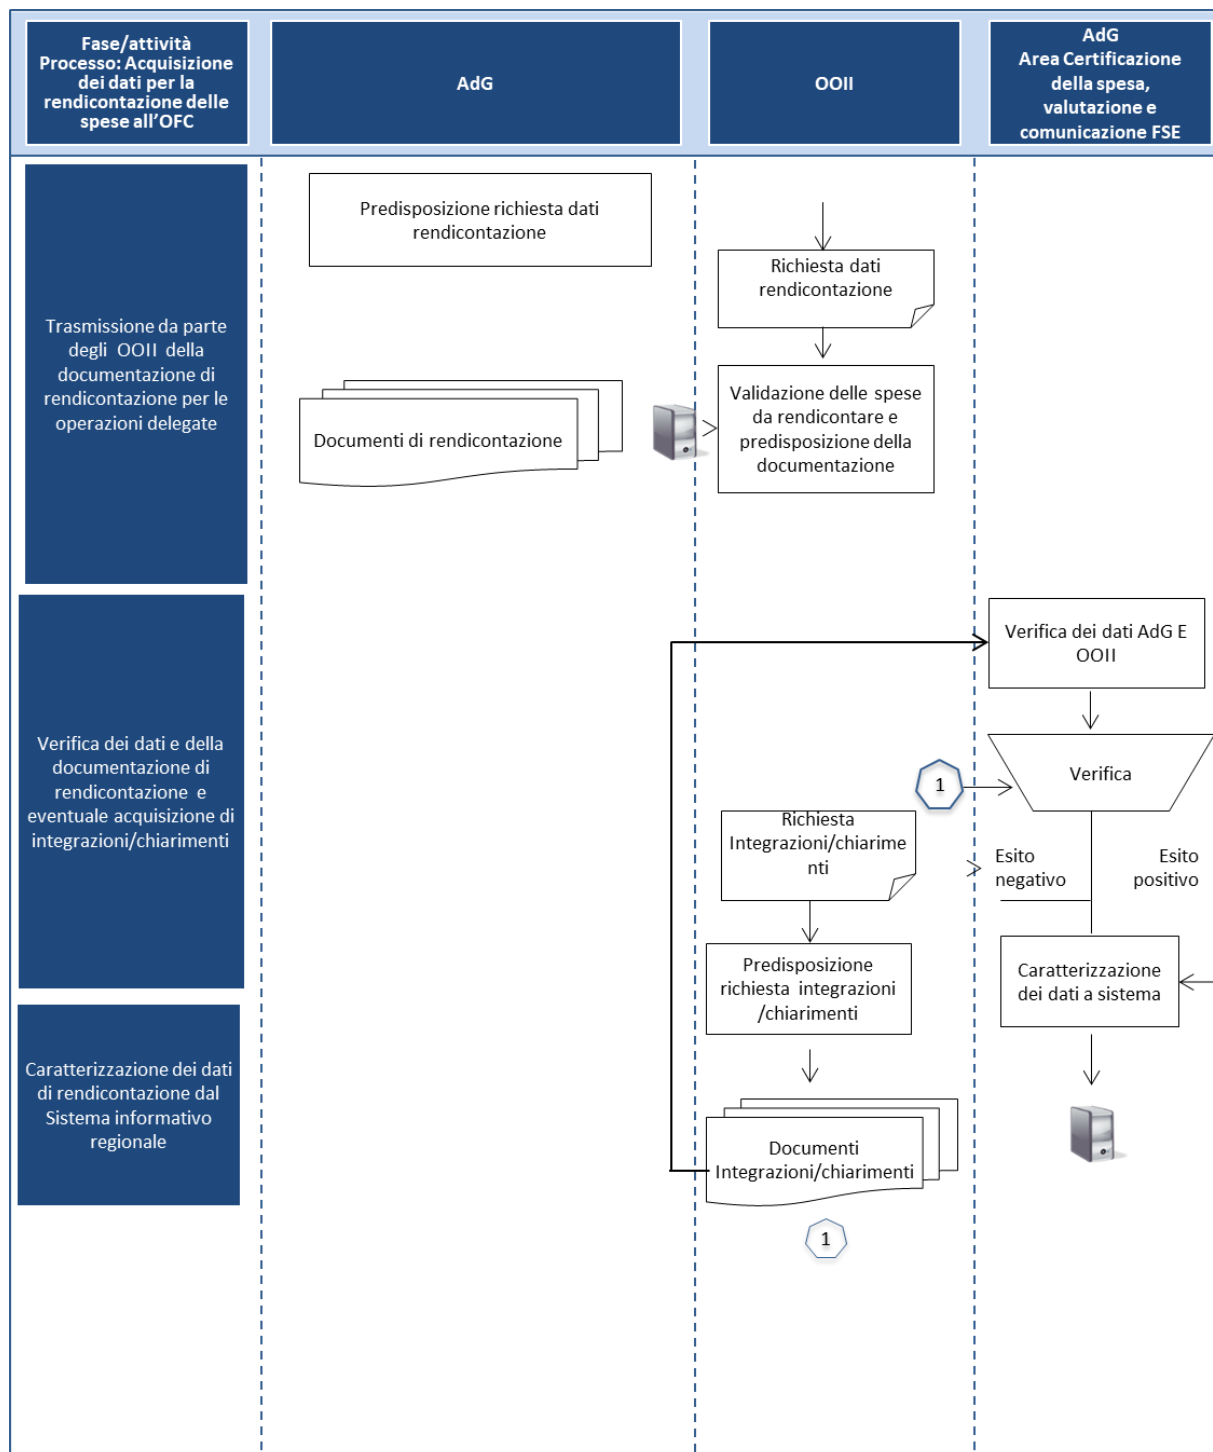 Fase/attività
Processo: Acquisizione
dei dati per la
rendicontazione delle
spese all’OFC
AdG
OOII
AdG
Area Certificazione
della spesa,
valutazione e
comunicazione FSE
Trasmissione da parte
degli OOII della
documentazione di
rendicontazione per le
operazioni delegate
Predisposizione richiesta dati
rendicontazione
Richiesta dati
rendicontazione
Documenti di rendicontazione
Validazione delle spese
da rendicontare e
predisposizione della
documentazione
Verifica dei dati e della
documentazione di
rendicontazione e
eventuale acquisizione di
integrazioni/chiarimenti
Verifica dei dati AdG E
OOII
Verifica
1
Richiesta
Integrazioni/chiarime
nti
Esito
negativo
Esito
positivo
Predisposizione
richiesta integrazioni
/chiarimenti
Caratterizzazione
dei dati a sistema
Caratterizzazione dei dati
di rendicontazione dal
Sistema informativo
regionale
Documenti
Integrazioni/chiarimenti
1